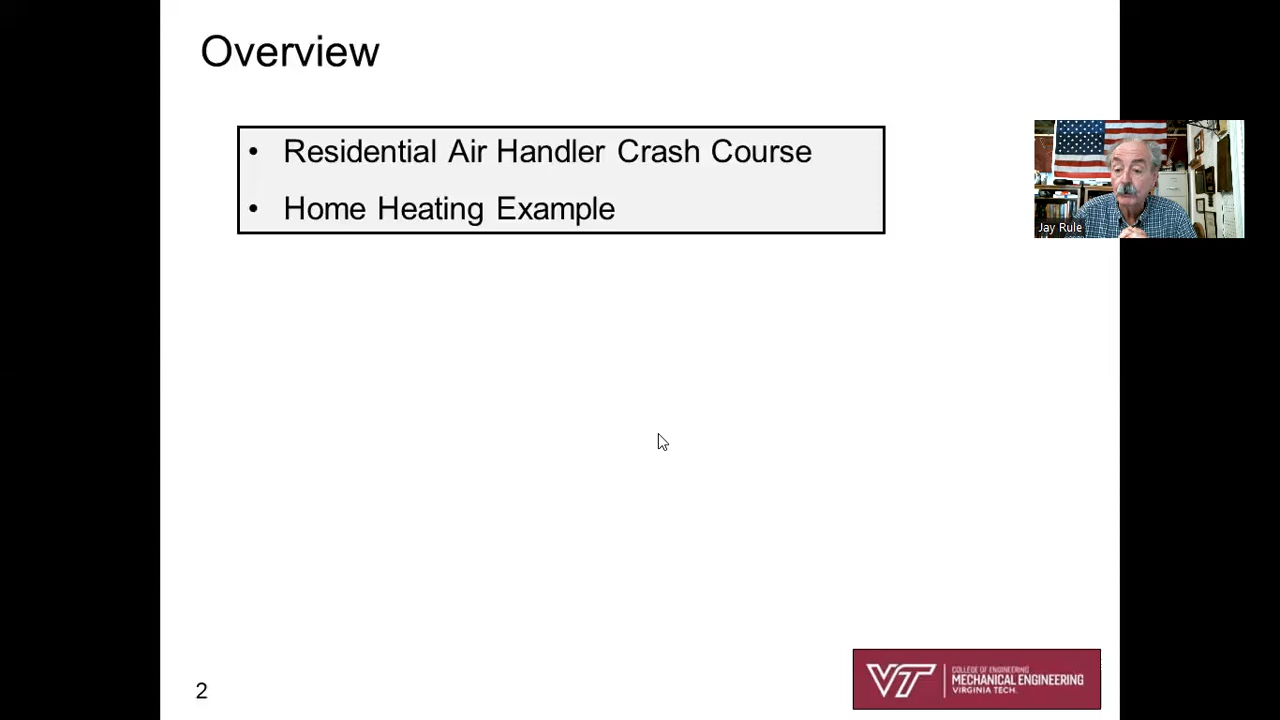 Overview
• Residential Air Handler Crash Course
• Home Heating Example
Jay Rule
2
VT
COLLEGE OF ENGINEERING
MECHANICAL ENGINEERING
VIRGINIA TECH.